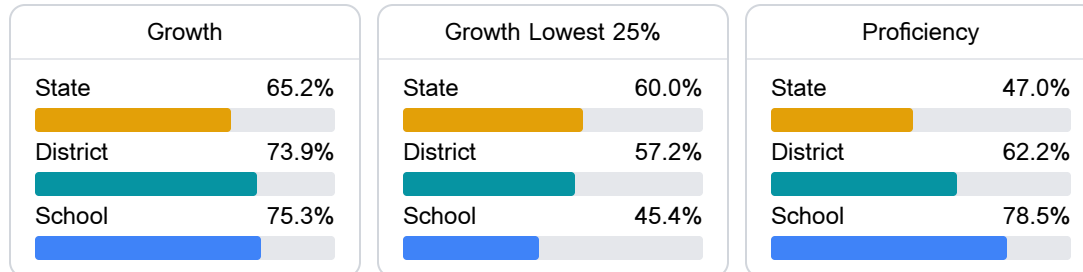 Growth
State 65.2%
District 73.9%
School 75.3%
Growth Lowest 25%
State 60.0%
District 57.2%
School 45.4%
Proficiency
State 47.0%
District 62.2%
School 78.5%